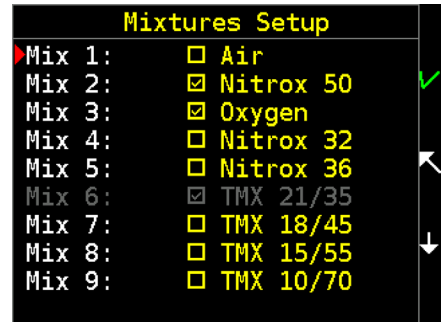 Mixtures Setup
Mix 1: Air
Mix 2: Nitrox 50
Mix 3: Oxygen
Mix 4: Nitrox 32
Mix 5: Nitrox 36
Mix 6: TMX 21/35
Mix 7: TMX 18/45
Mix 8: TMX 15/55
Mix 9: TMX 10/70